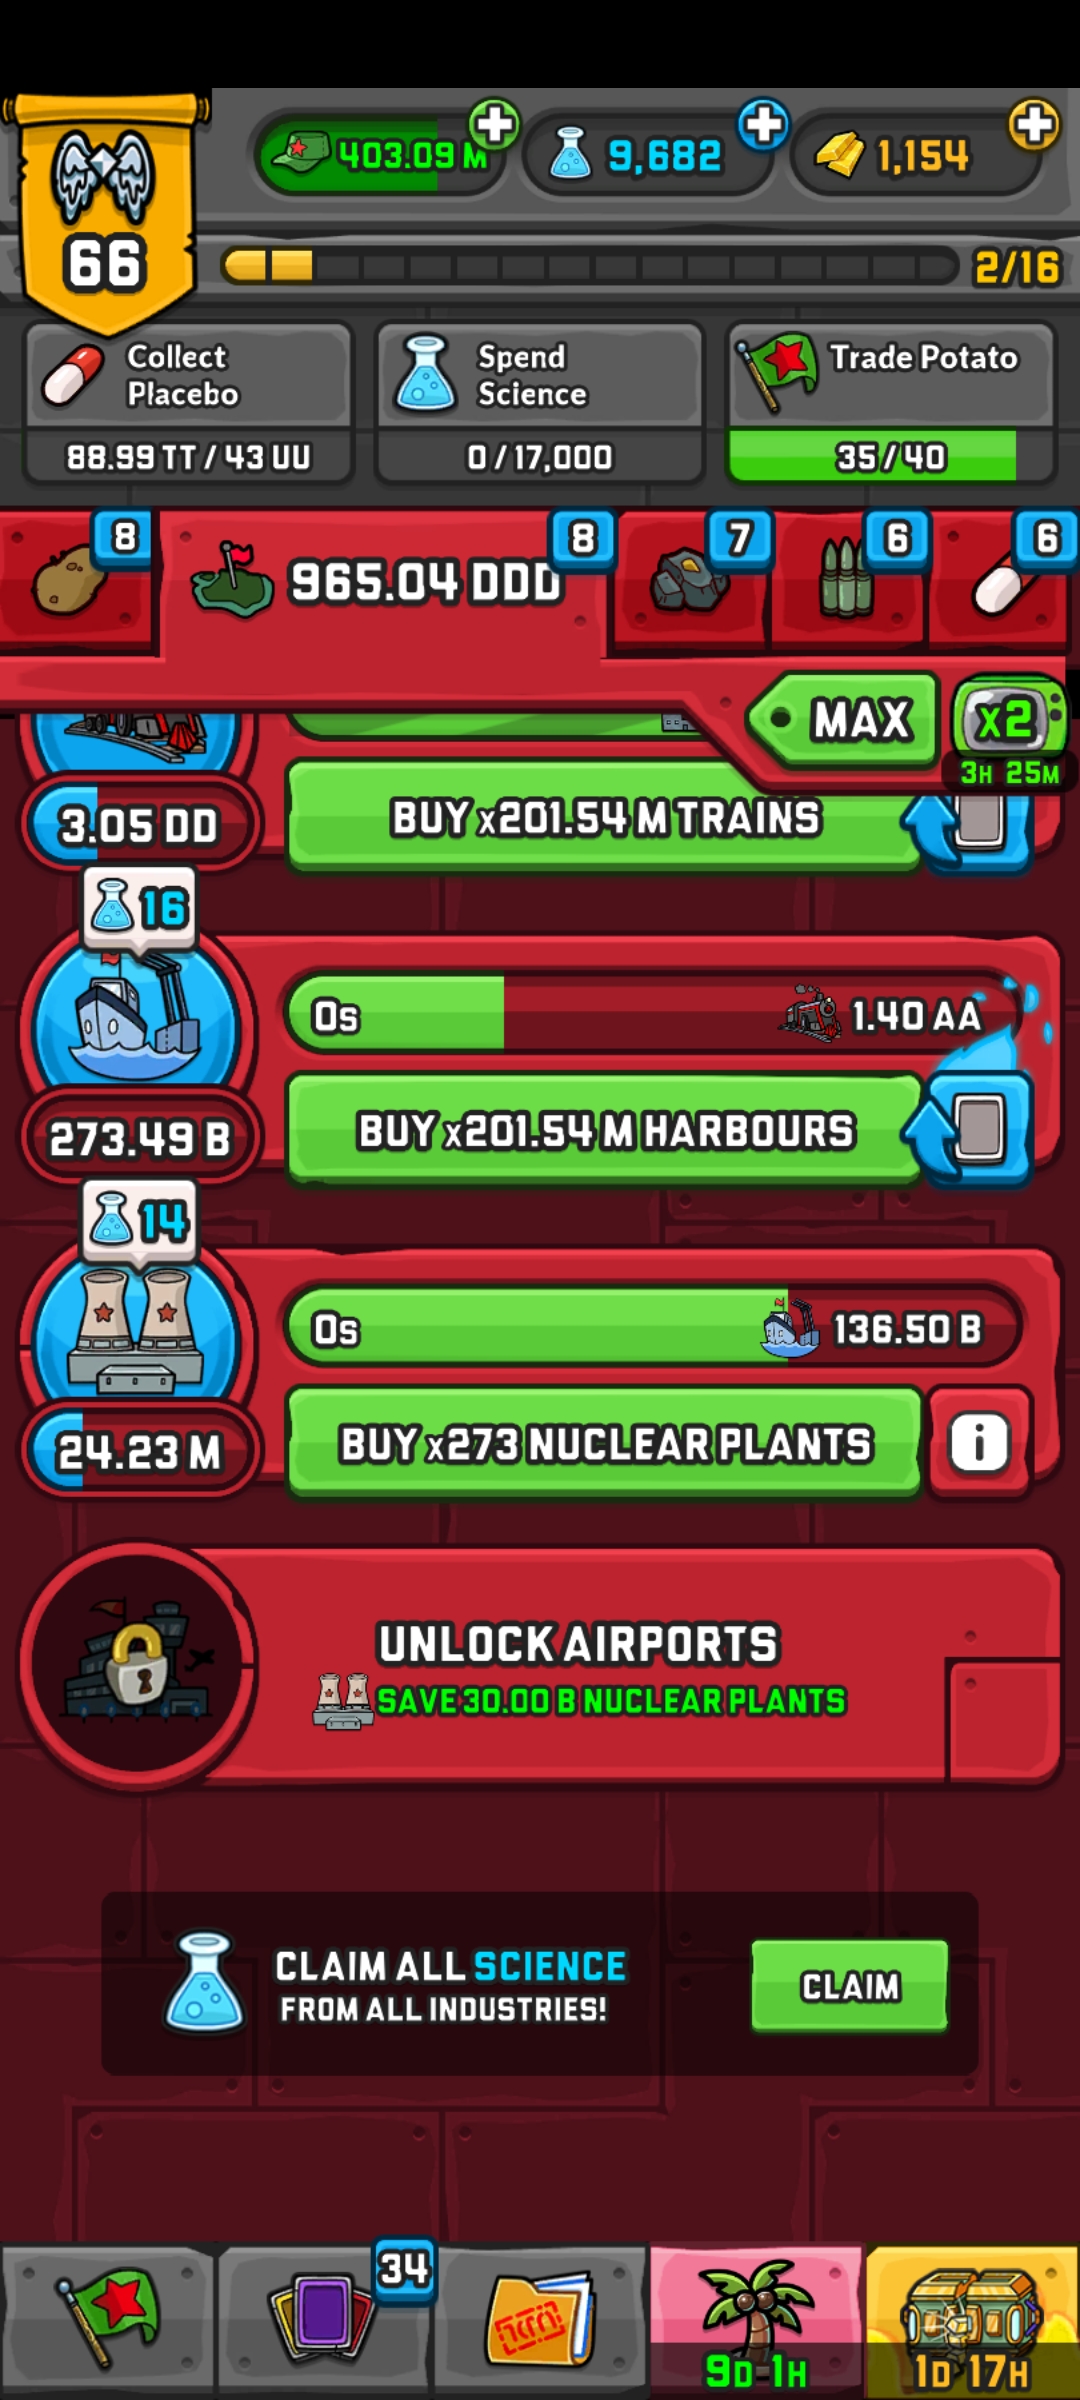 66
403.09 M
9,682
1,154
2/16
Collect
Placebo
88.99 TT / 43 UU
Spend
Science
0 / 17,000
Trade Potato
35 / 40
8
965.04 DDD
8
7
6
6
MAX
x2
3H 25M
3.05 DD
BUY x201.54 M TRAINS
16
0s
1.40 AA
273.49 B
BUY x201.54 M HARBOURS
14
0s
136.50 B
24.23 M
BUY x273 NUCLEAR PLANTS
i
UNLOCK AIRPORTS
SAVE 30.00 B NUCLEAR PLANTS
CLAIM ALL SCIENCE
FROM ALL INDUSTRIES!
CLAIM
34
9D 1H
1D 17H